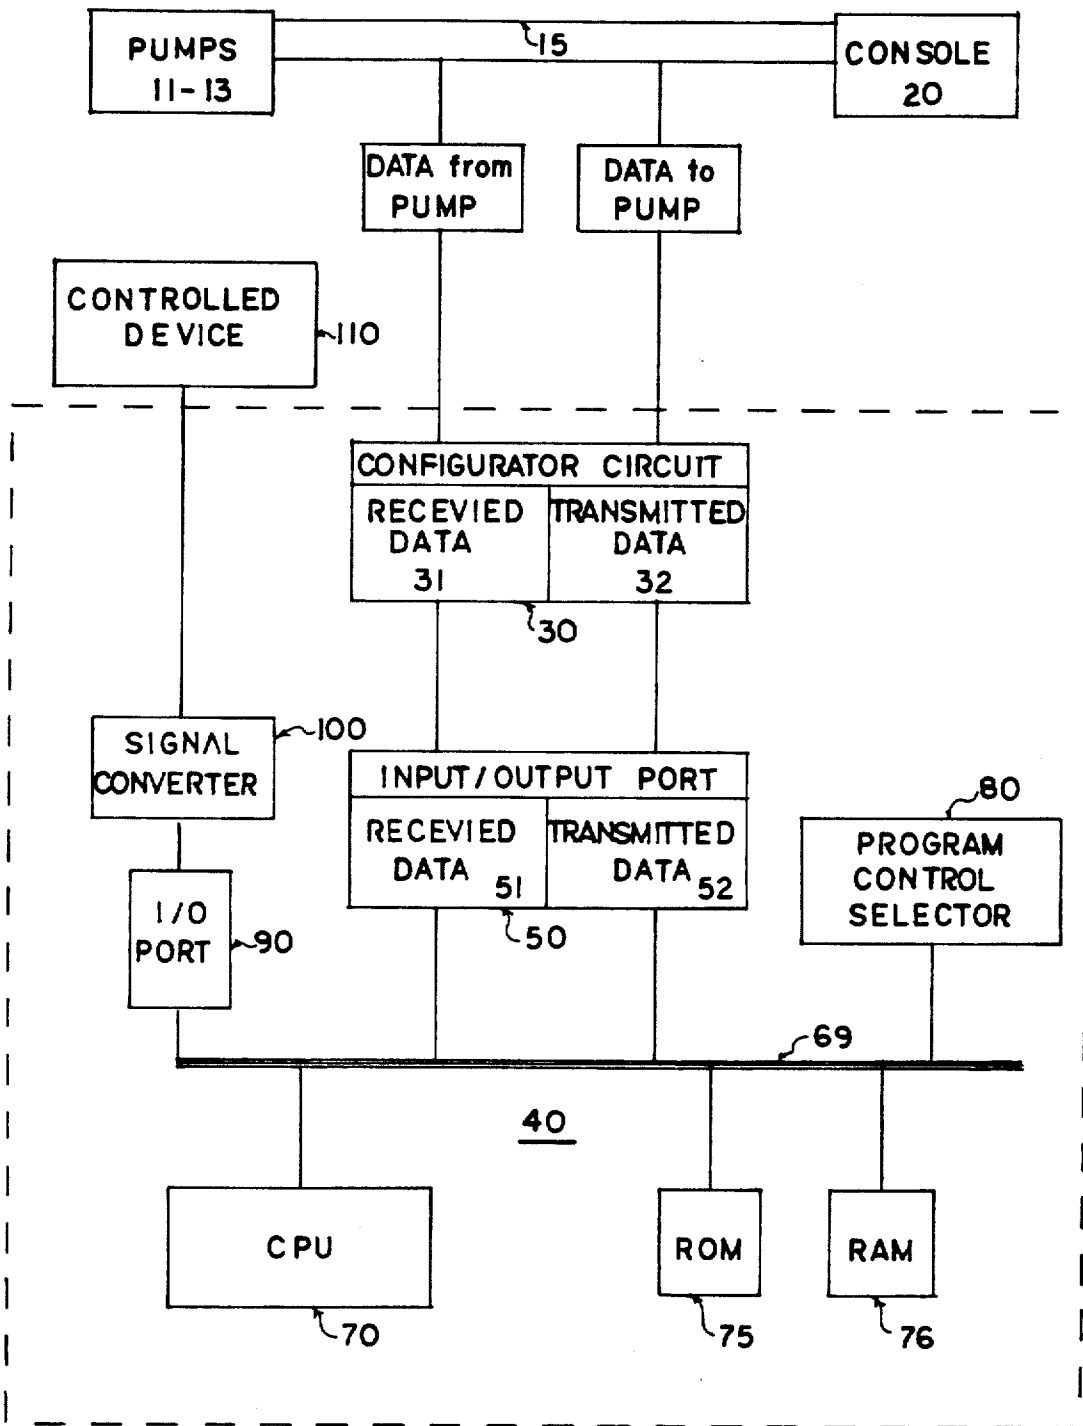 PUMPS
11-13
15
CONSOLE
20
DATA from
PUMP
DATA to
PUMP
CONTROLLED
DEVICE
110
CONFIGURATOR CIRCUIT
RECEVIED
DATA
31
TRANSMITTED
DATA
32
30
SIGNAL
CONVERTER
100
INPUT/OUTPUT PORT
RECEVIED
DATA
51
TRANSMITTED
DATA
52
50
80
PROGRAM
CONTROL
SELECTOR
I/O
PORT
90
69
40
CPU
70
ROM
75
RAM
76